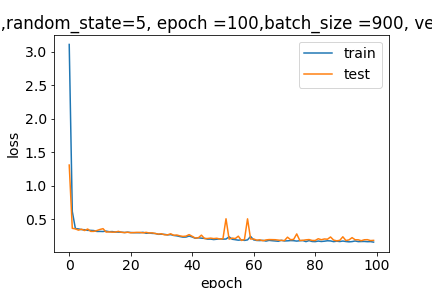 ,random_state=5, epoch =100,batch_size =900, ve
train
test
3.0
2.5
2.0
1.5
1.0
0.5
loss
0 20 40 60 80 100
epoch